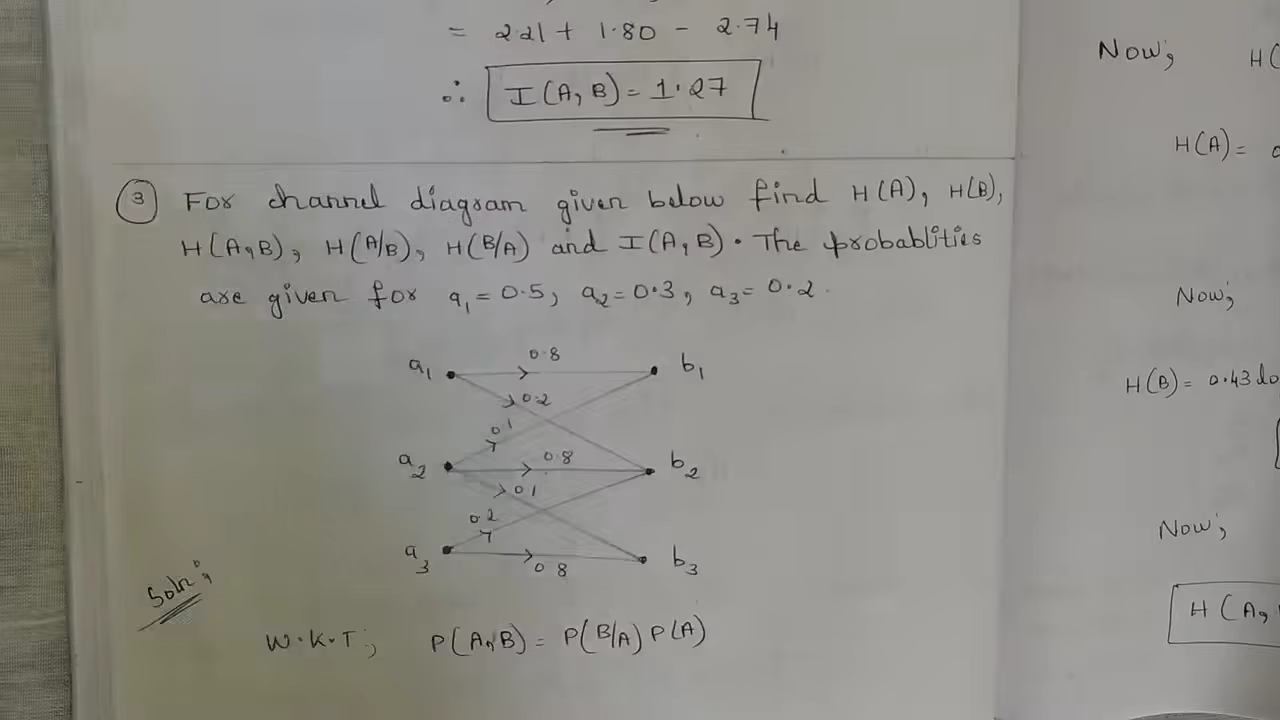 = 2.21 + 1.80 - 2.74
∴ I(A,B) = 1.27
③ For channel diagram given below find H(A), H(B),
H(A,B), H(A/B), H(B/A) and I(A,B). The probablities
are given for a₁ = 0.5, a₂ = 0.3, a₃ = 0.2.
a₁ 0.8 b₁
0.2
0.1
a₂ 0.8 b₂
0.1
0.2
a₃ 0.8 b₃
Soln;
W.K.T; P(A,B) = P(B/A) P(A)
Now; H(
H(A) =
Now;
H(B) = 0.43 lo
Now;
H(A,